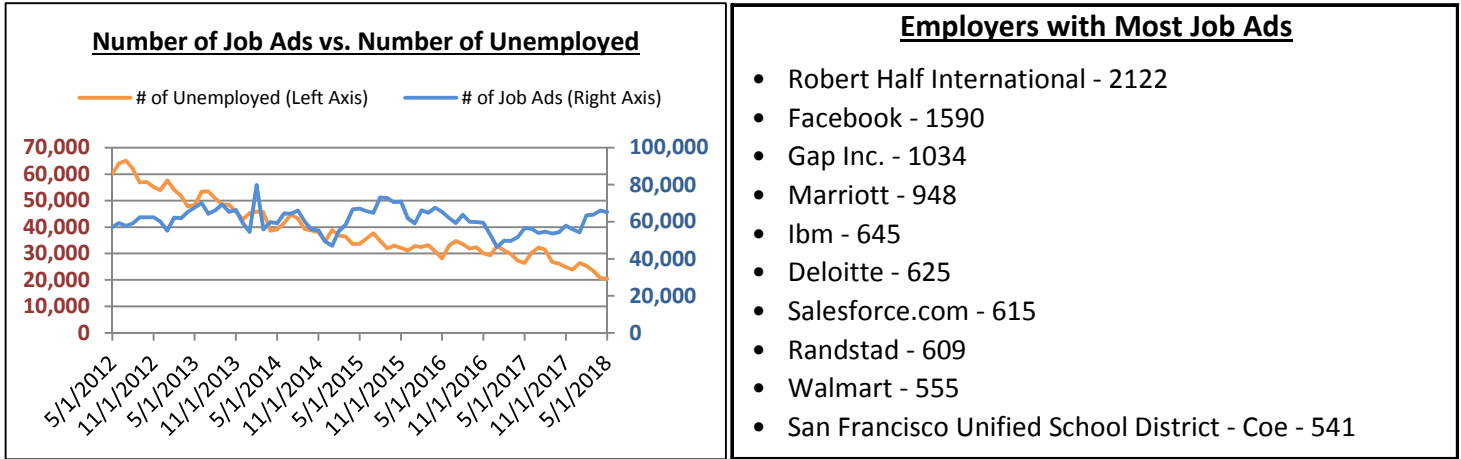 Number of Job Ads vs. Number of Unemployed
# of Unemployed (Left Axis)
# of Job Ads (Right Axis)
70,000
60,000
50,000
40,000
30,000
20,000
10,000
0
100,000
80,000
60,000
40,000
20,000
0
5/1/2012
11/1/2012
5/1/2013
11/1/2013
5/1/2014
11/1/2014
5/1/2015
11/1/2015
5/1/2016
11/1/2016
5/1/2017
11/1/2017
5/1/2018
Employers with Most Job Ads
• Robert Half International - 2122
• Facebook - 1590
• Gap Inc. - 1034
• Marriott - 948
• Ibm - 645
• Deloitte - 625
• Salesforce.com - 615
• Randstad - 609
• Walmart - 555
• San Francisco Unified School District - Coe - 541